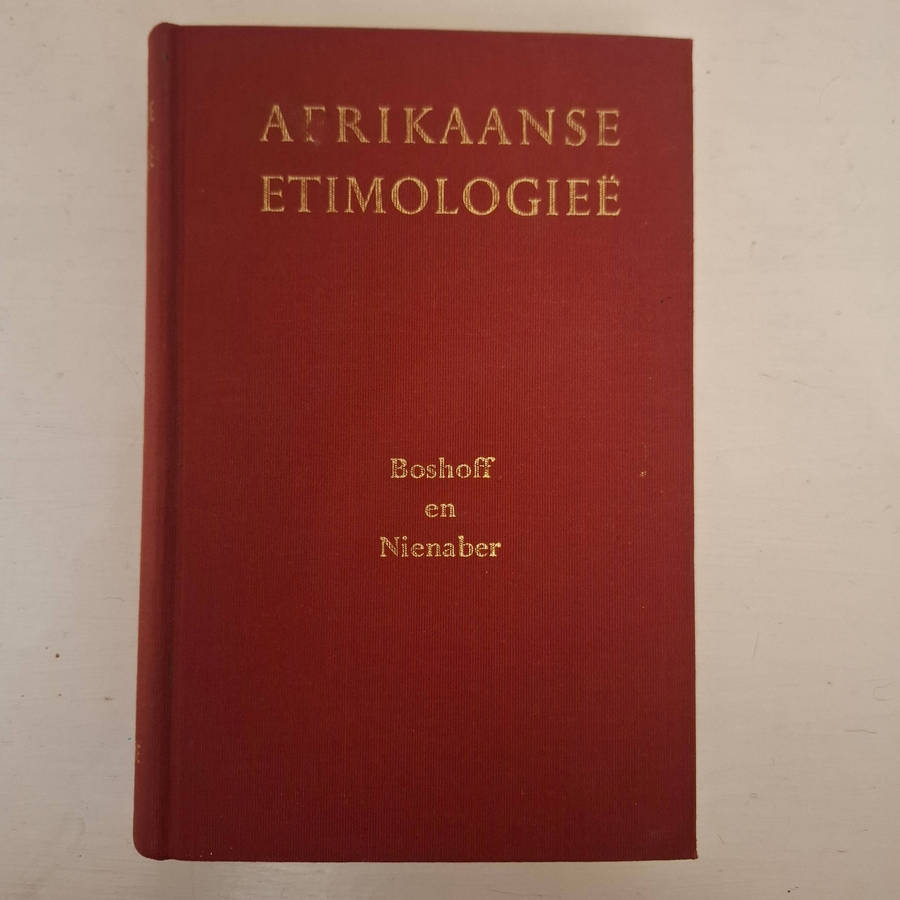 AFRIKAANSE
ETIMOLOGIEË
Boshoff
en
Nienaber